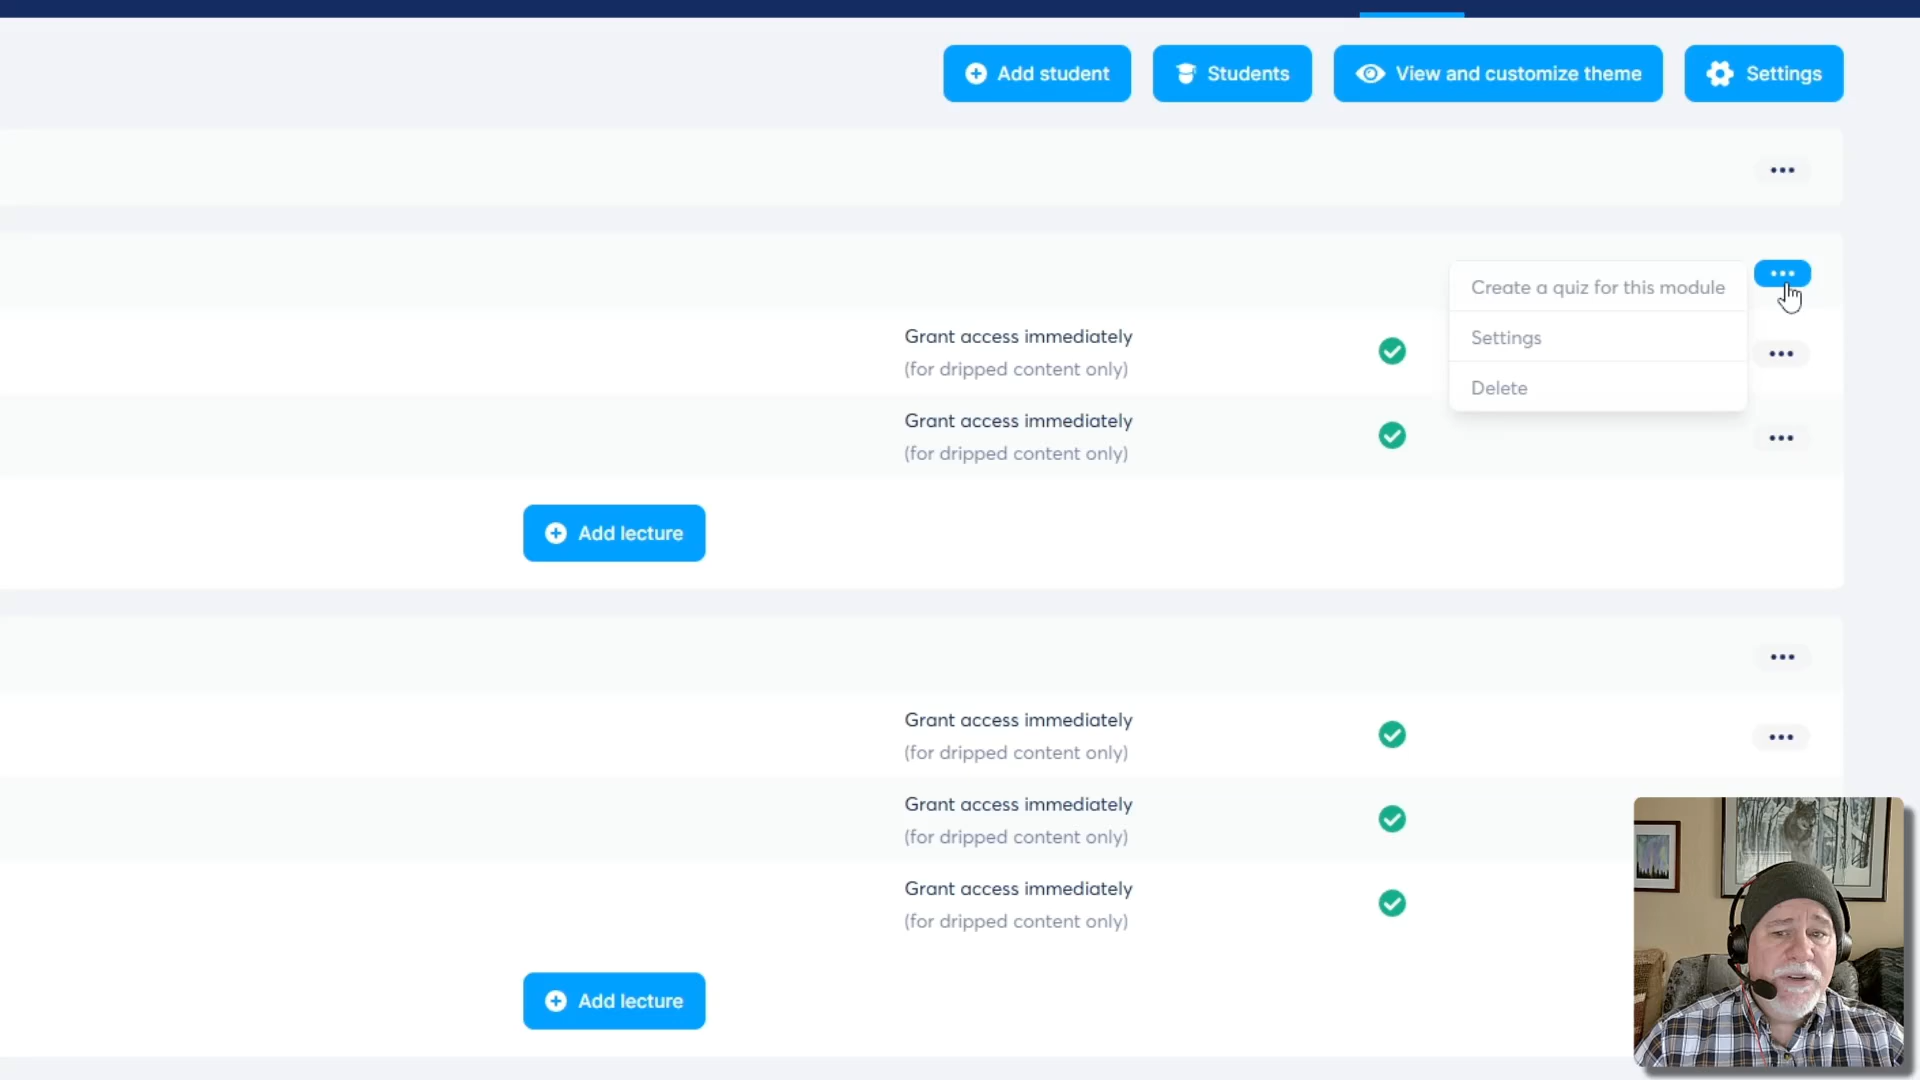 Add student
Students
View and customize theme
Settings
Create a quiz for this module
Settings
Delete
Grant access immediately
(for dripped content only)
Grant access immediately
(for dripped content only)
Add lecture
Grant access immediately
(for dripped content only)
Grant access immediately
(for dripped content only)
Grant access immediately
(for dripped content only)
Add lecture